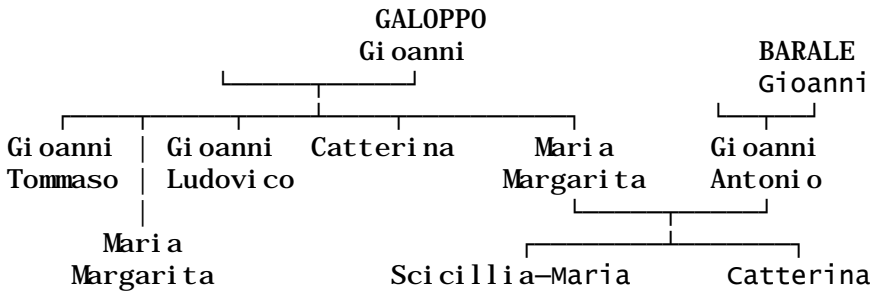 GALOPPO
Gioanni BARALE
Gioanni
Gioanni Gioanni Catterina Maria Gioanni
Tommaso Ludovico Margarita Antonio
Maria
Margarita Scicillia—Maria Catterina